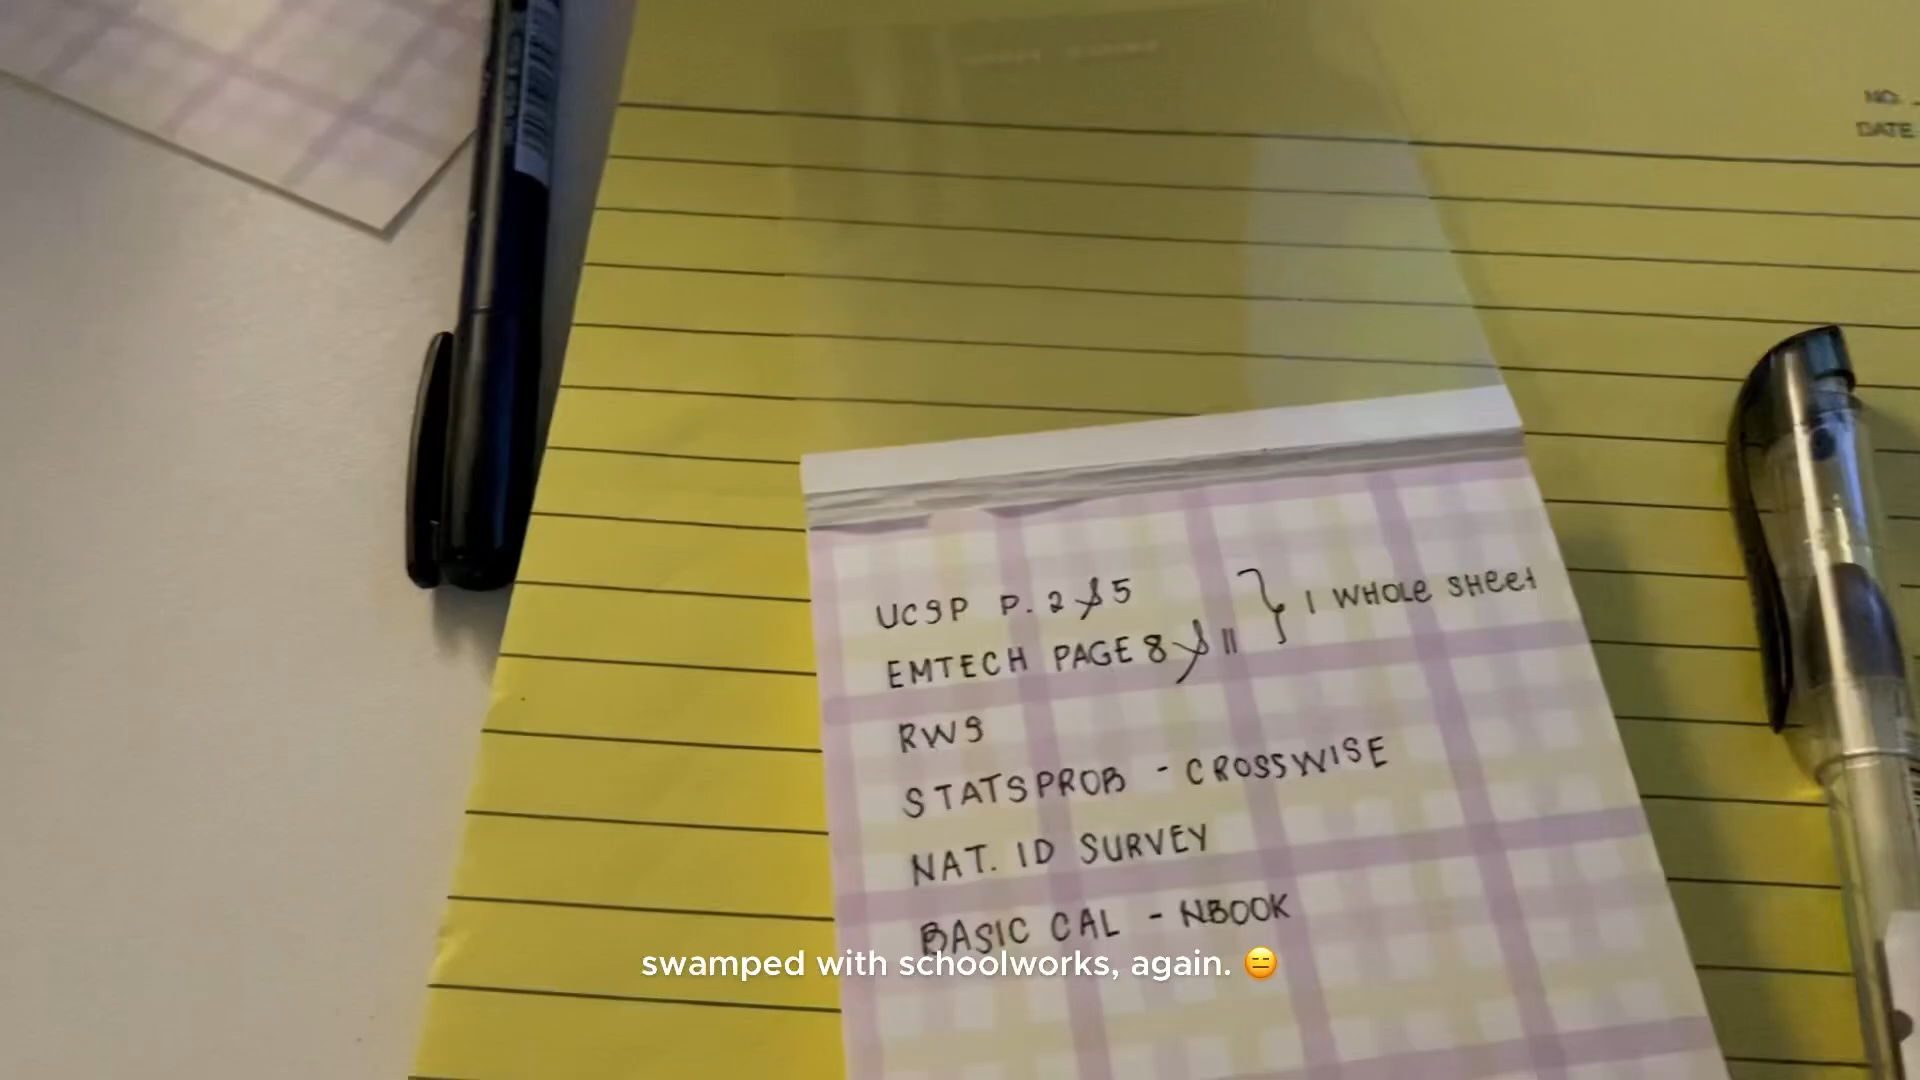 NO.
DATE
UCSP P. 2 & 5 } 1 WHOLE SHEET
EMTECH PAGE 8 & 11
RWS
STATSPROB - CROSSWISE
NAT. ID SURVEY
BASIC CAL - NBOOK
swamped with schoolworks, again. 😑